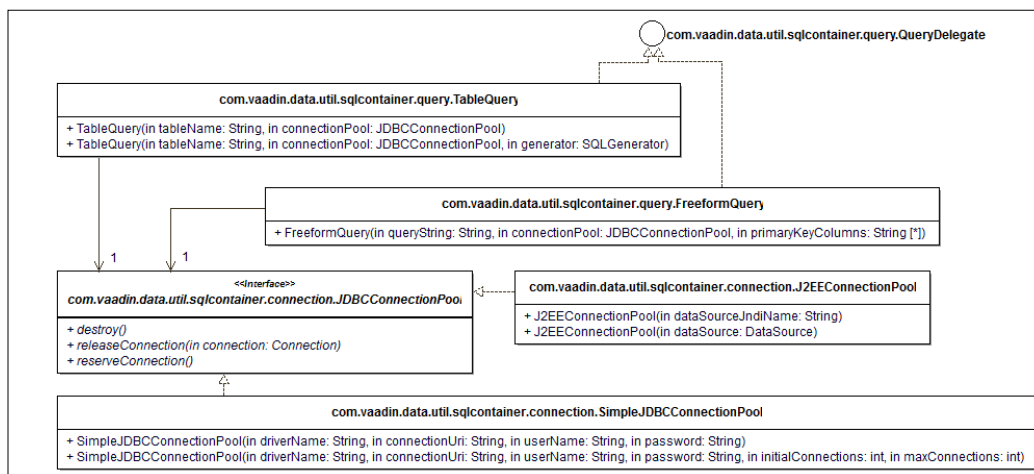 com.vaadin.data.util.sqlcontainer.query.QueryDelegate
com.vaadin.data.util.sqlcontainer.query.TableQuery
+ TableQuery(in tableName: String, in connectionPool: JDBCConnectionPool)
+ TableQuery(in tableName: String, in connectionPool: JDBCConnectionPool, in generator: SQLGenerator)
com.vaadin.data.util.sqlcontainer.query.FreeformQuery
+ FreeformQuery(in queryString: String, in connectionPool: JDBCConnectionPool, in primaryKeyColumns: String [*])
1
1
<<Interface>>
com.vaadin.data.util.sqlcontainer.connection.JDBCConnectionPool
+ destroy()
+ releaseConnection(in connection: Connection)
+ reserveConnection()
com.vaadin.data.util.sqlcontainer.connection.J2EEConnectionPool
+ J2EEConnectionPool(in dataSourceJndiName: String)
+ J2EEConnectionPool(in dataSource: DataSource)
com.vaadin.data.util.sqlcontainer.connection.SimpleJDBCConnectionPool
+ SimpleJDBCConnectionPool(in driverName: String, in connectionUri: String, in userName: String, in password: String)
+ SimpleJDBCConnectionPool(in driverName: String, in connectionUri: String, in userName: String, in password: String, in initialConnections: int, in maxConnections: int)